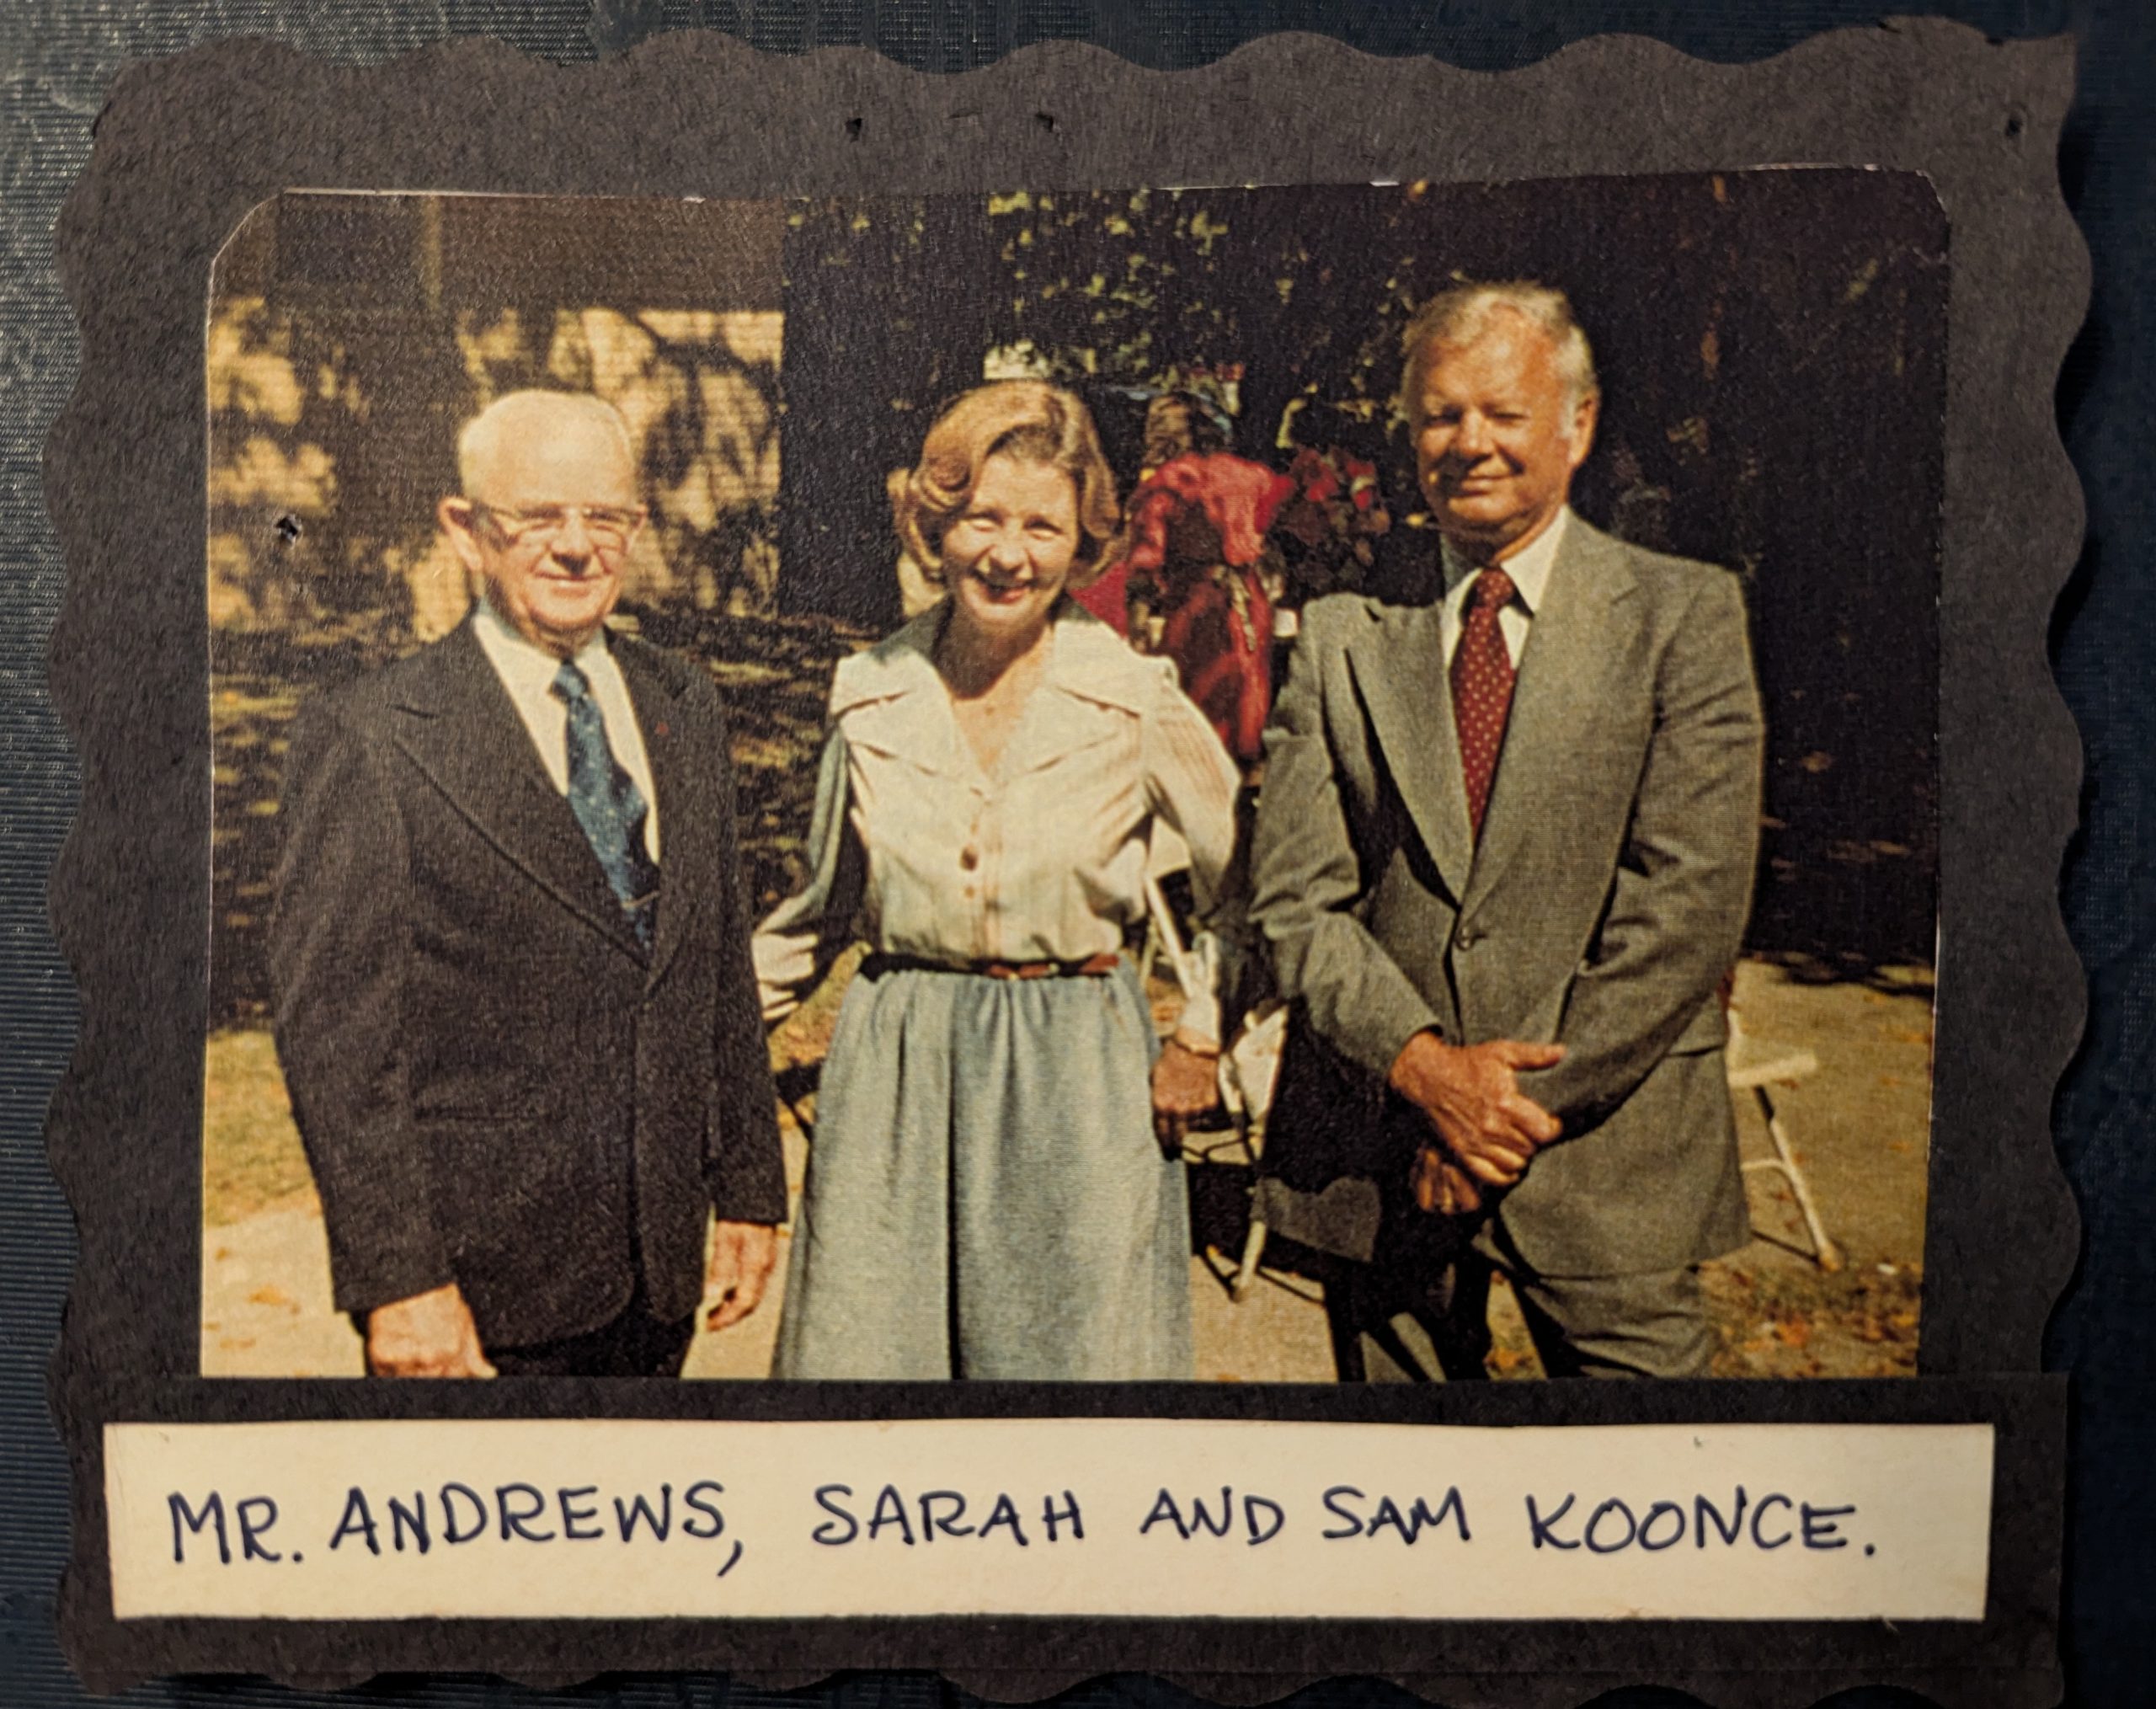 MR. ANDREWS, SARAH AND SAM KOONCE.